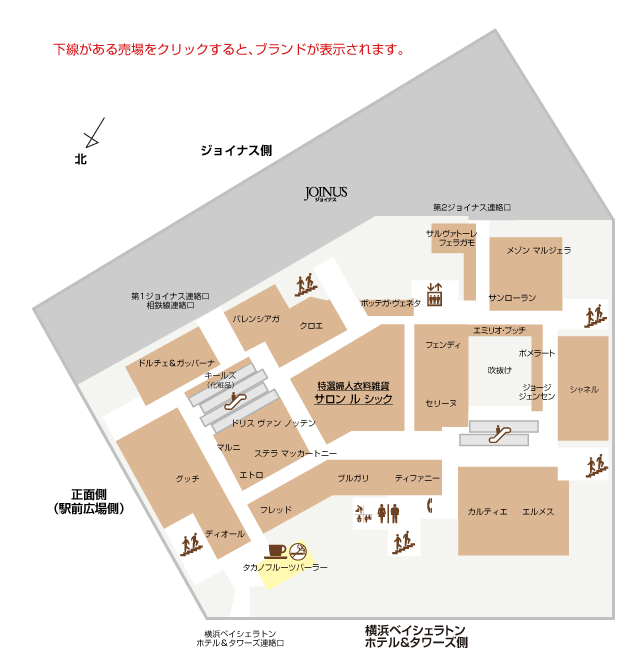 下線がある売場をクリックすると、ブランドが表示されます。
北
ジョイナス側
JOINUS
ジョイナス
第2ジョイナス連絡口
サルヴァトーレ
フェラガモ
メゾン マルジェラ
第1ジョイナス連絡口
相鉄線連絡口
ボッテガ・ヴェネタ
サンローラン
バレンシアガ
クロエ
エミリオ・プッチ
フェンディ
ポメラート
ドルチェ&ガッバーナ
吹抜け
キールズ
(化粧品)
特選婦人衣料雑貨
サロン ル シック
ジョージ
ジェンセン
シャネル
セリーヌ
ドリス ヴァン ノッテン
マルニ
ステラ マッカートニー
グッチ
エトロ
ブルガリ
ティファニー
正面側
(駅前広場側)
フレッド
カルティエ
エルメス
ディオール
タカノフルーツパーラー
横浜ベイシェラトン
ホテル&タワーズ連絡口
横浜ベイシェラトン
ホテル&タワーズ側